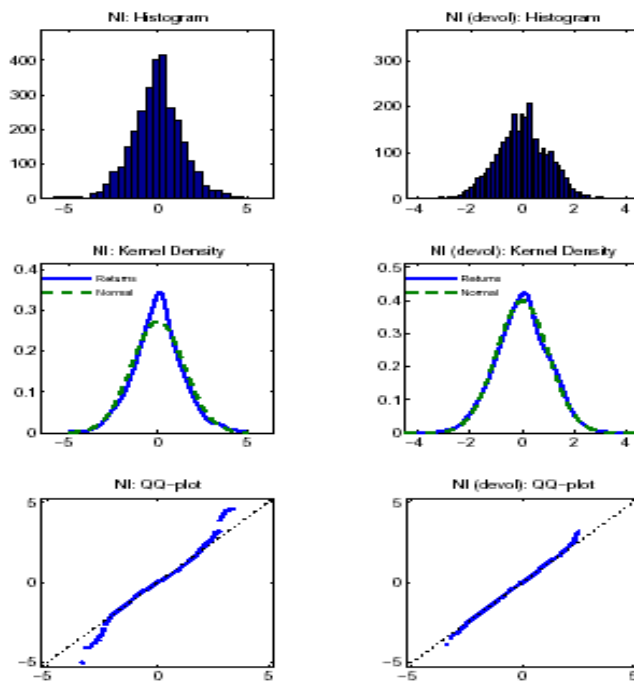 NI: Histogram
400
300
200
100
0
−5 0 5
NI (devol): Histogram
300
200
100
0
−4 −2 0 2 4
NI: Kernel Density
0.4
0.3
0.2
0.1
0
Returns
Normal
−5 0 5
NI (devol): Kernel Density
0.5
0.4
0.3
0.2
0.1
0
Returns
Normal
−4 −2 0 2 4
NI: QQ−plot
5
0
−5
−5 0 5
NI (devol): QQ−plot
5
0
−5
−5 0 5